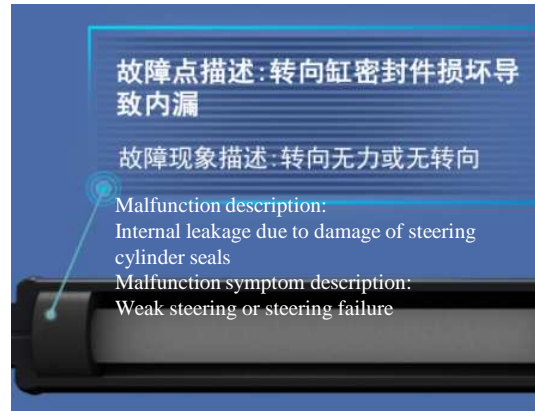 故障点描述:转向缸密封件损坏导
致内漏
故障现象描述:转向无力或无转向
Malfunction description:
Internal leakage due to damage of steering
cylinder seals
Malfunction symptom description:
Weak steering or steering failure